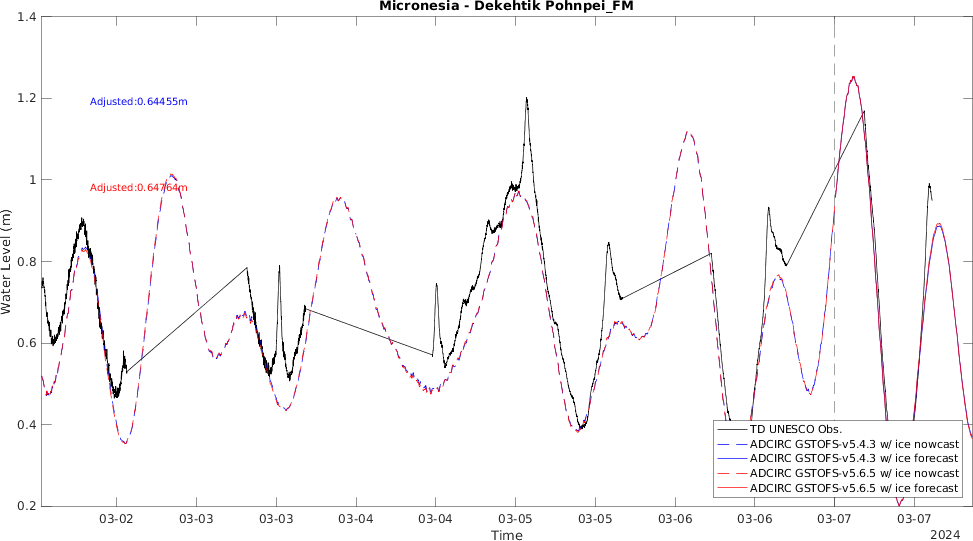 Micronesia - Dekehtik Pohnpei_FM
1.4
1.2
1
0.8
0.6
0.4
0.2
Water Level (m)
Adjusted:0.64455m
Adjusted:0.64764m
TD UNESCO Obs.
ADCIRC GSTOFS-v5.4.3 w/ ice nowcast
ADCIRC GSTOFS-v5.4.3 w/ ice forecast
ADCIRC GSTOFS-v5.6.5 w/ ice nowcast
ADCIRC GSTOFS-v5.6.5 w/ ice forecast
03-02 03-03 03-03 03-04 03-04 03-05 03-05 03-06 03-06 03-07 03-07
Time
2024